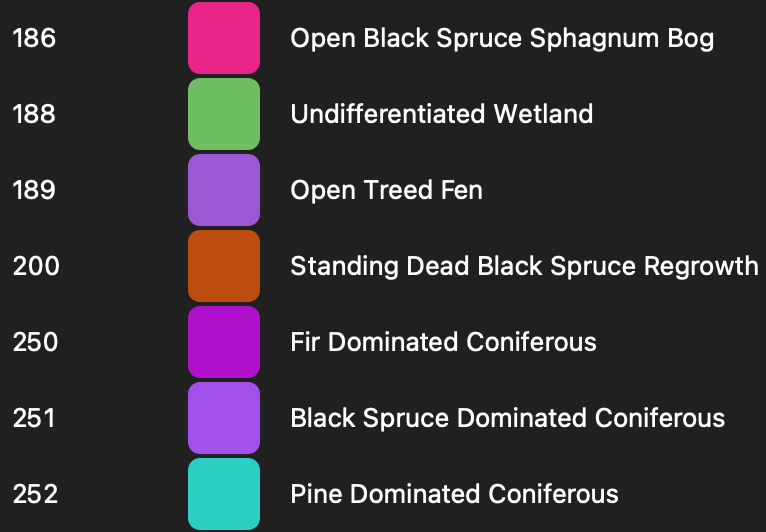 186 Open Black Spruce Sphagnum Bog
188 Undifferentiated Wetland
189 Open Treed Fen
200 Standing Dead Black Spruce Regrowth
250 Fir Dominated Coniferous
251 Black Spruce Dominated Coniferous
252 Pine Dominated Coniferous